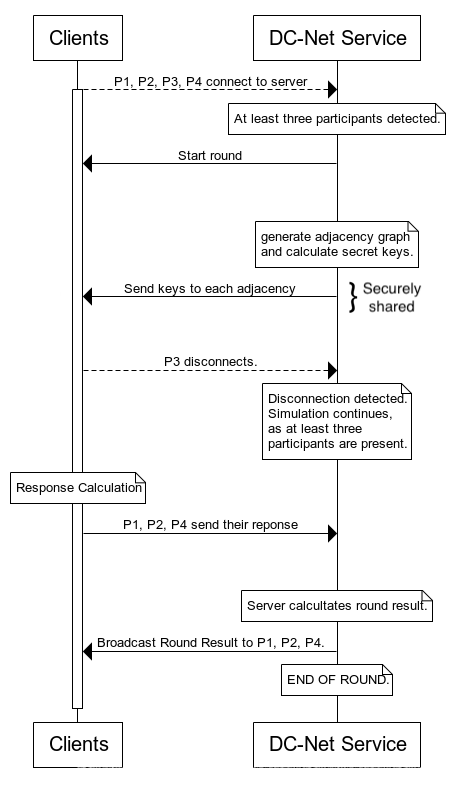 Clients
DC-Net Service
P1, P2, P3, P4 connect to server
At least three participants detected.
Start round
generate adjacency graph
and calculate secret keys.
Send keys to each adjacency
} Securely
shared
P3 disconnects.
Disconnection detected.
Simulation continues,
as at least three
participants are present.
Response Calculation
P1, P2, P4 send their reponse
Server calcultates round result.
Broadcast Round Result to P1, P2, P4.
END OF ROUND.
Clients
DC-Net Service